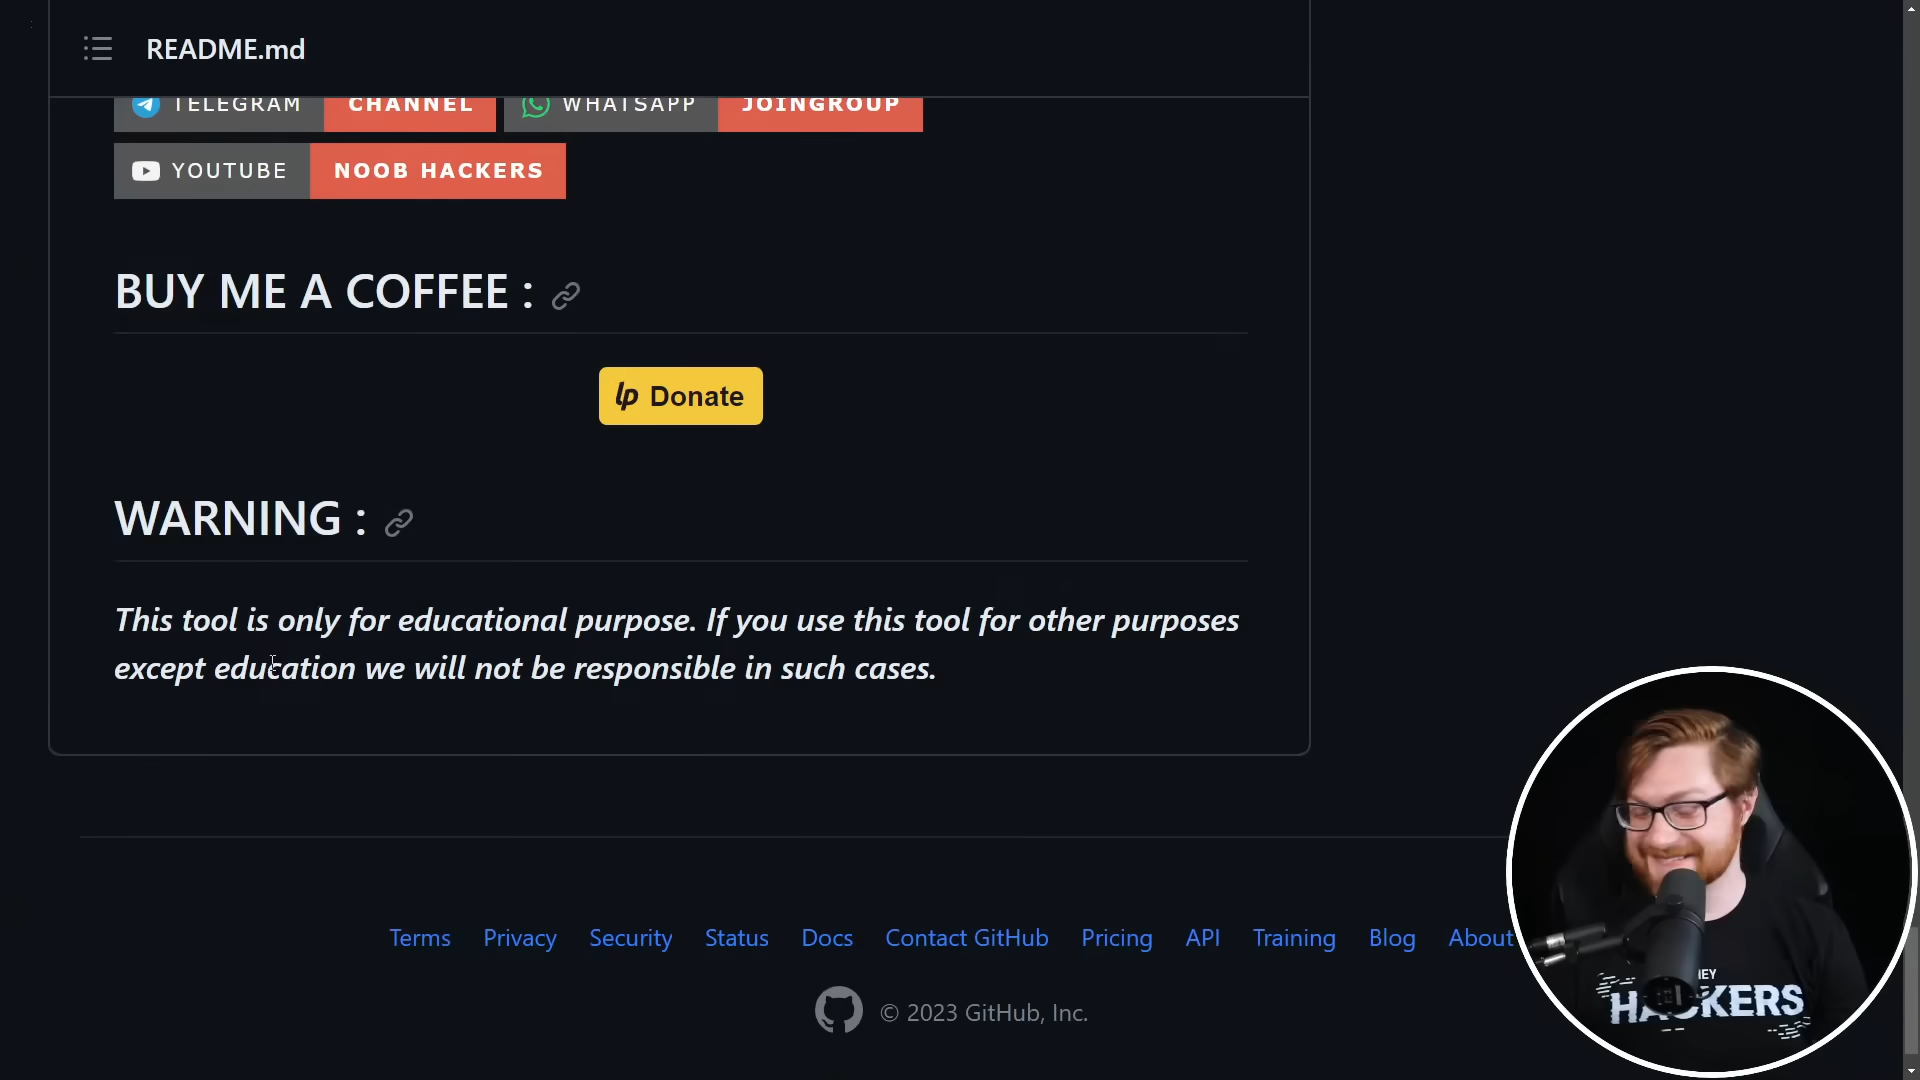 README.md
TELEGRAM CHANNEL WHATSAPP JOINGROUP
YOUTUBE NOOB HACKERS
BUY ME A COFFEE :
lp Donate
WARNING :
This tool is only for educational purpose. If you use this tool for other purposes
except education we will not be responsible in such cases.
Terms Privacy Security Status Docs Contact GitHub Pricing API Training Blog About
© 2023 GitHub, Inc.
HEY
HACKERS